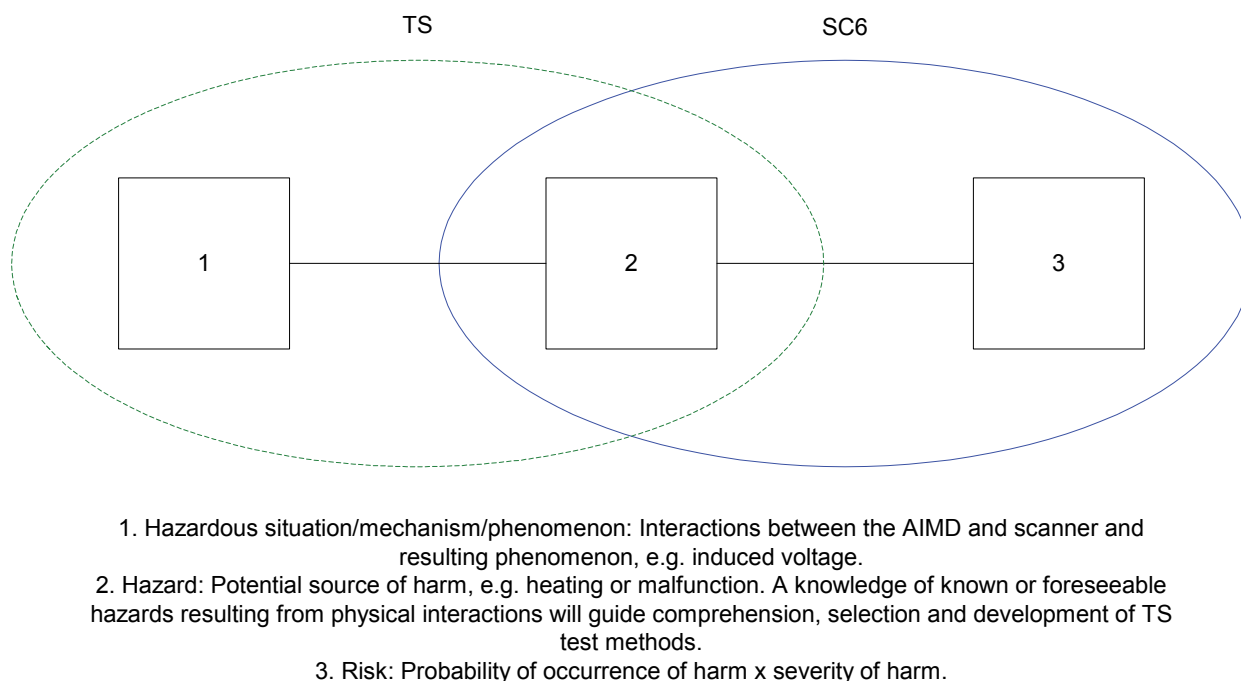 TS
SC6
1
2
3
1. Hazardous situation/mechanism/phenomenon: Interactions between the AIMD and scanner and
resulting phenomenon, e.g. induced voltage.
2. Hazard: Potential source of harm, e.g. heating or malfunction. A knowledge of known or foreseeable
hazards resulting from physical interactions will guide comprehension, selection and development of TS
test methods.
3. Risk: Probability of occurrence of harm x severity of harm.